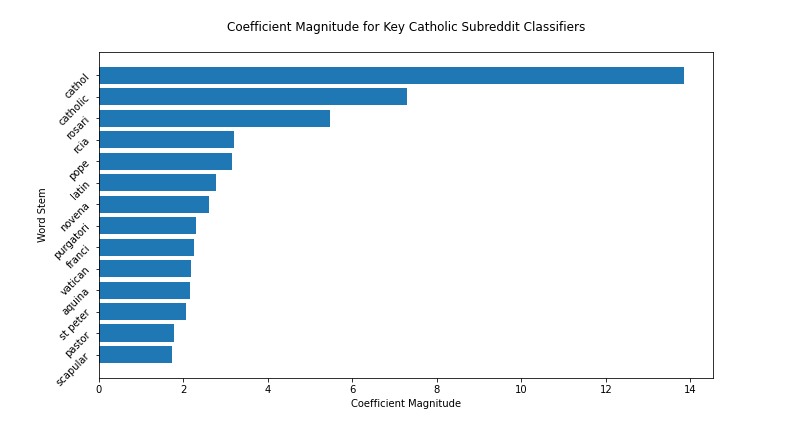 Coefficient Magnitude for Key Catholic Subreddit Classifiers
Word Stem
cathol
catholic
rosari
rcia
pope
latin
novena
purgatori
franci
vatican
aquina
st peter
pastor
scapular
0 2 4 6 8 10 12 14
Coefficient Magnitude